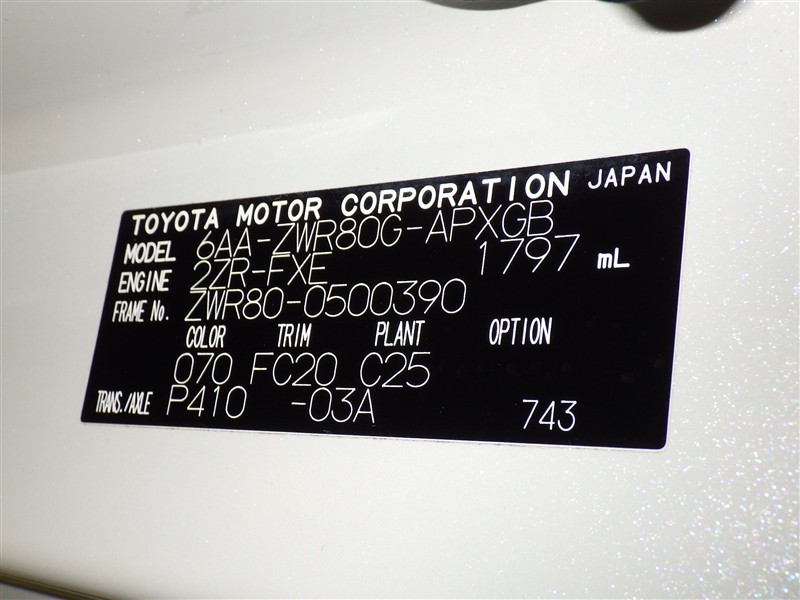 TOYOTA MOTOR CORPORATION JAPAN
MODEL 6AA-ZWR80G-APXGB
ENGINE 2ZR-FXE 1797 mL
FRAME No. ZWR80-0500390
COLOR TRIM PLANT OPTION
070 FC20 C25
TRANS./AXLE P410 -03A 743